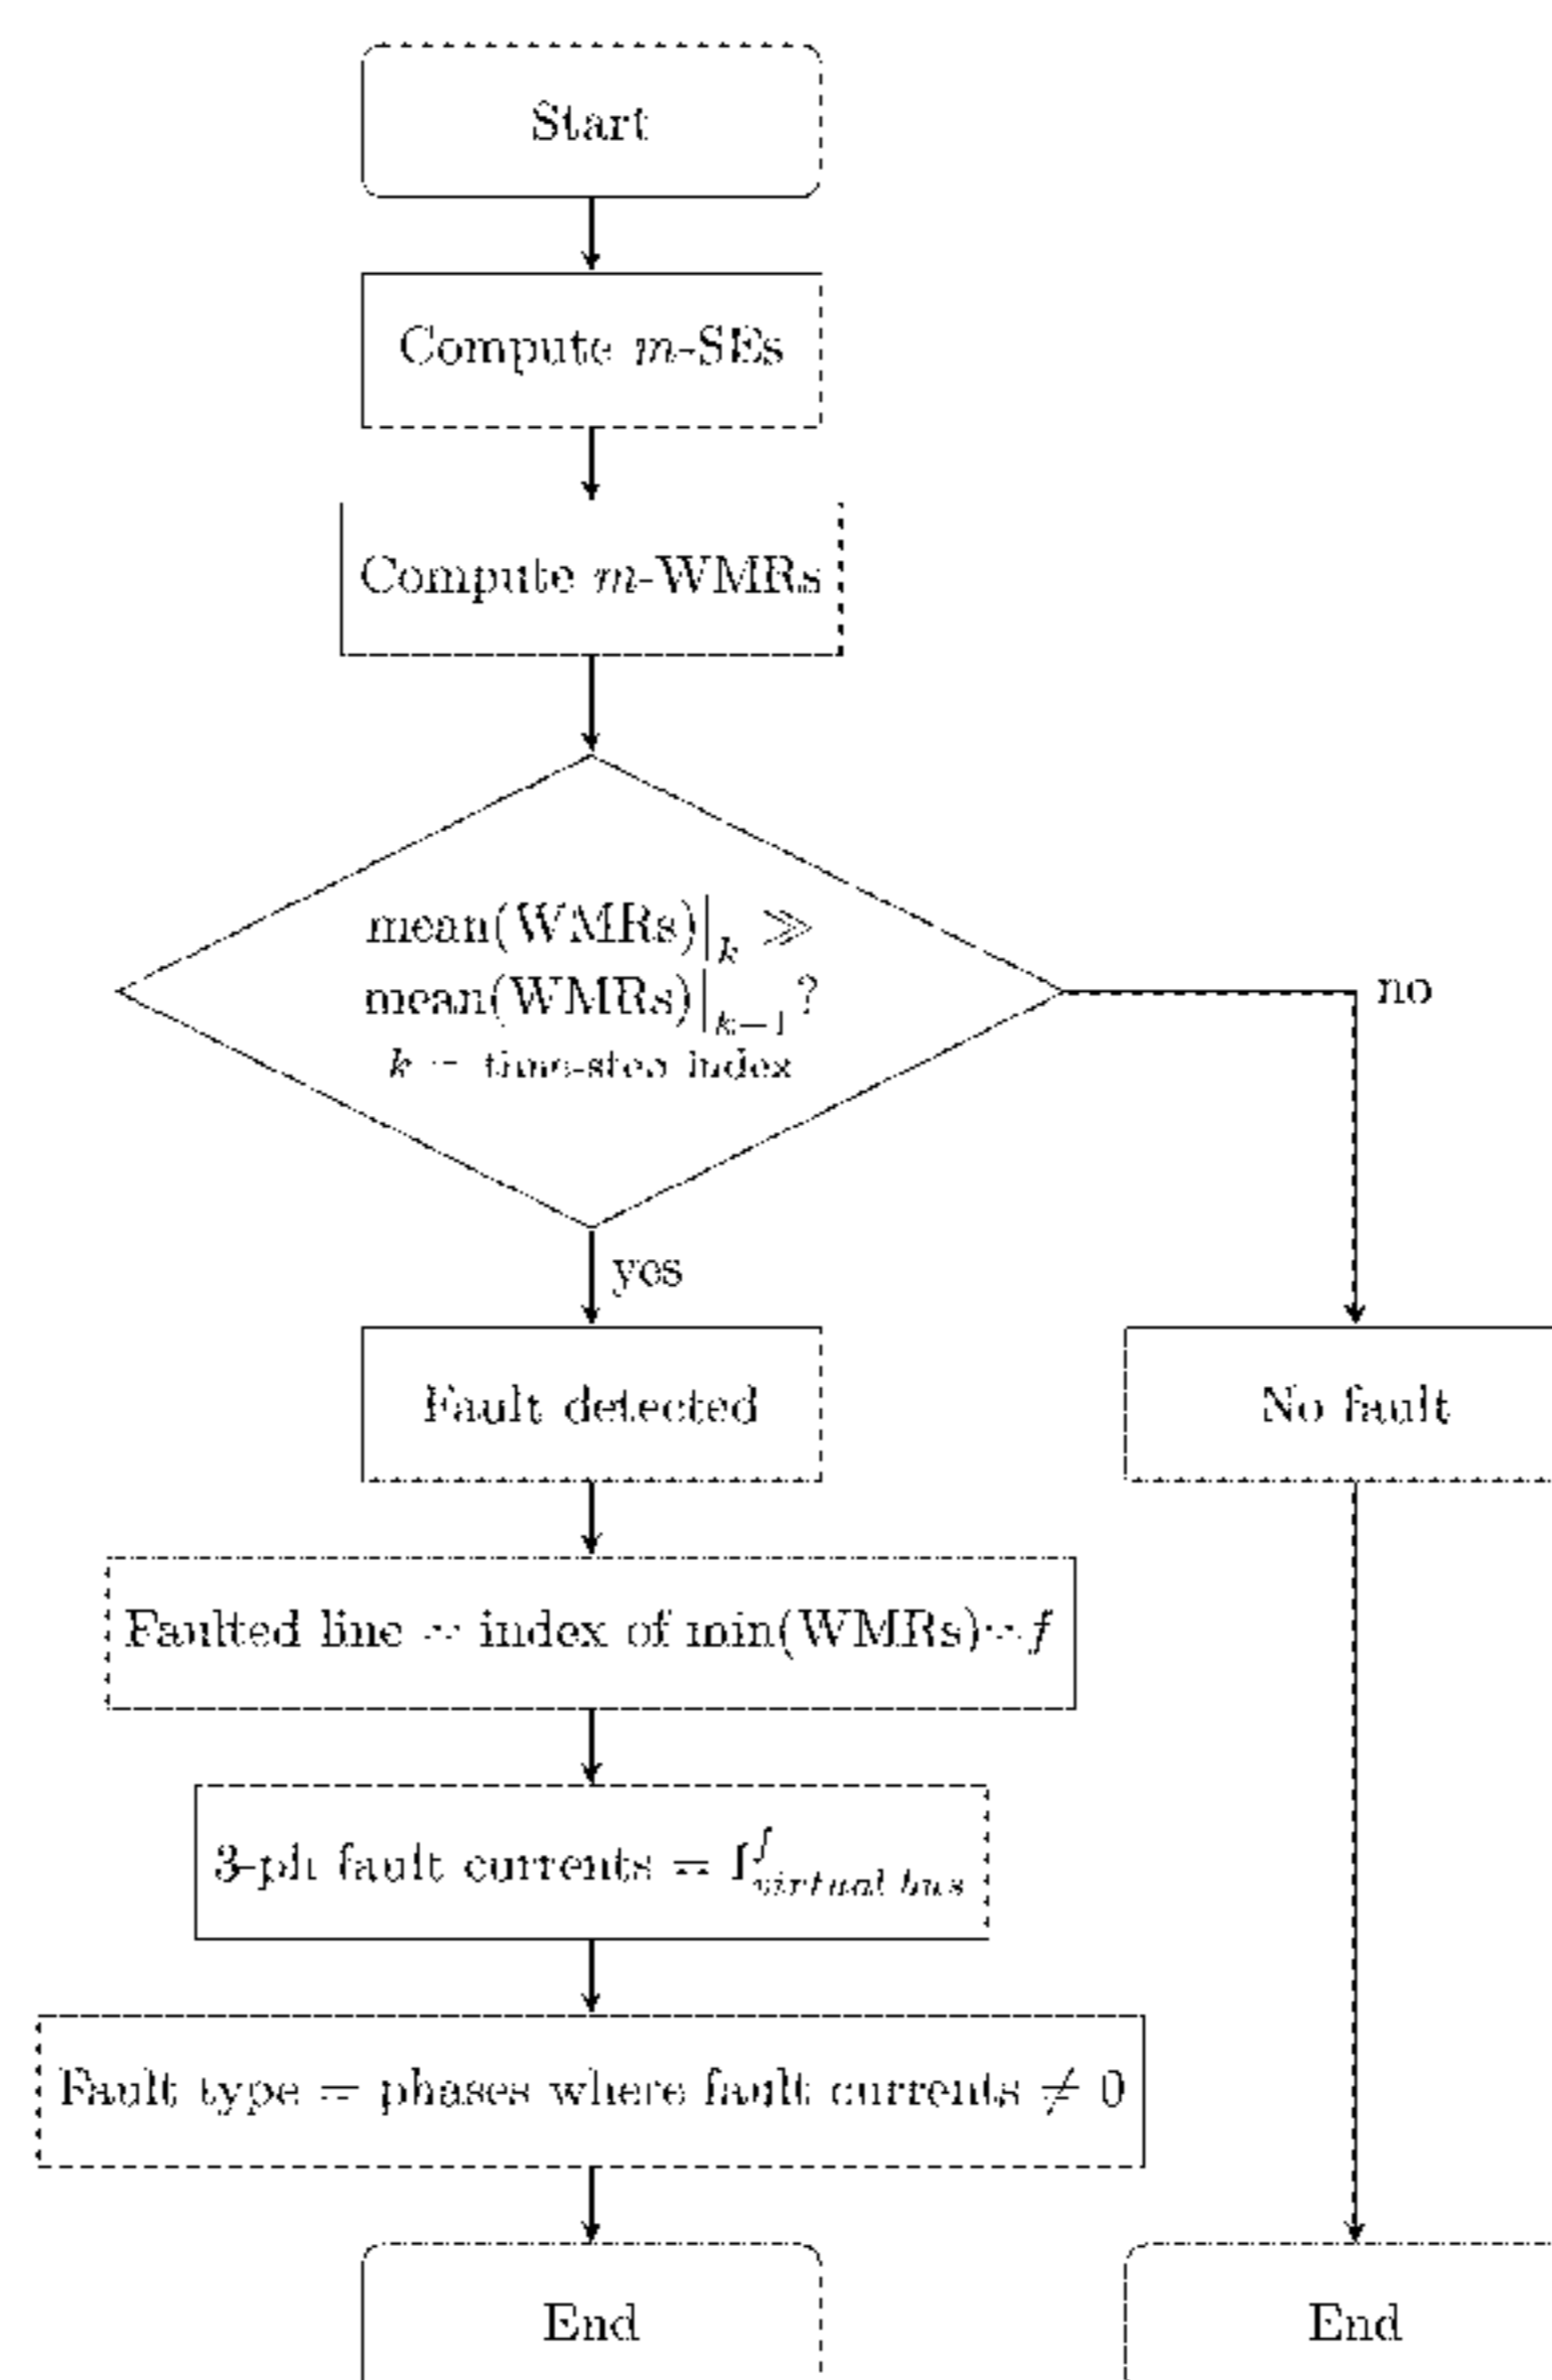 Start
Compute m-SEs
Compute m-WMRs
mean(WMRs)|k ≫
mean(WMRs)|k−1?
k = time-step index
no
yes
Fault detected
No fault
Faulted line = index of min(WMRs)=f
3-ph fault currents = I^f_virtual bus
Fault type = phases where fault currents ≠ 0
End
End